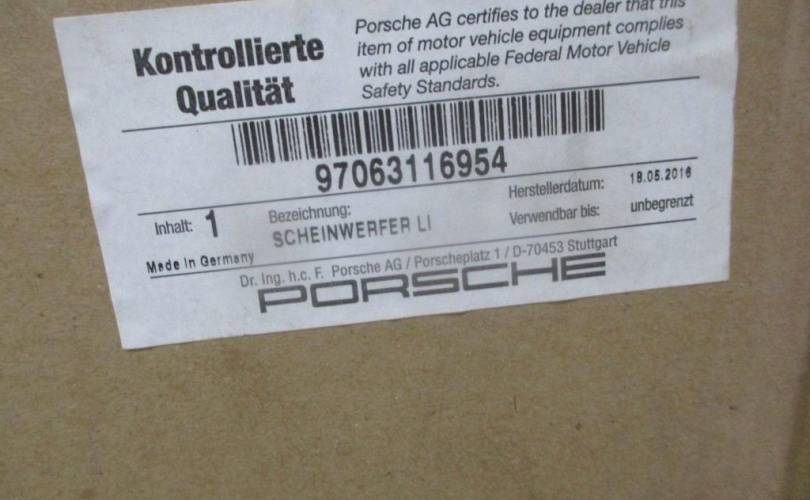 Kontrollierte
Qualität
Porsche AG certifies to the dealer that this
item of motor vehicle equipment complies
with all applicable Federal Motor Vehicle
Safety Standards.
97063116954
Inhalt: 1
Bezeichnung:
SCHEINWERFER LI
Herstellerdatum: 18.05.2016
Verwendbar bis: unbegrenzt
Made in Germany
Dr. Ing. h.c. F. Porsche AG / Porscheplatz 1 / D-70453 Stuttgart
PORSCHE